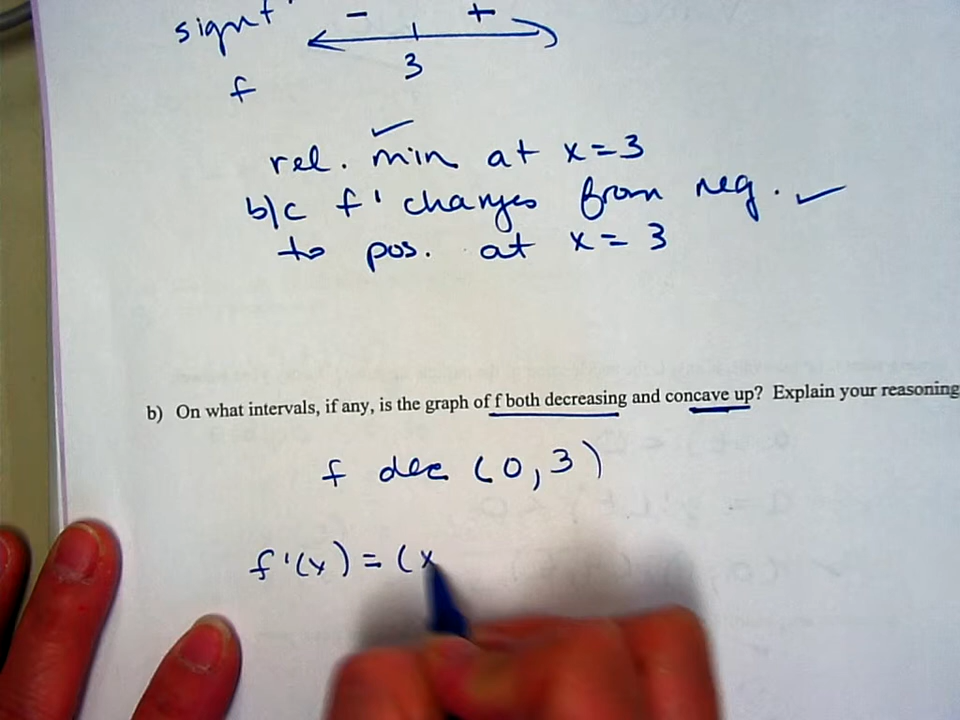 - +
sign f'
3
f
rel. min at x=3
b/c f' changes from neg.
to pos. at x = 3
b) On what intervals, if any, is the graph of f both decreasing and concave up? Explain your reasoning
f dec (0,3)
f'(x) = (x